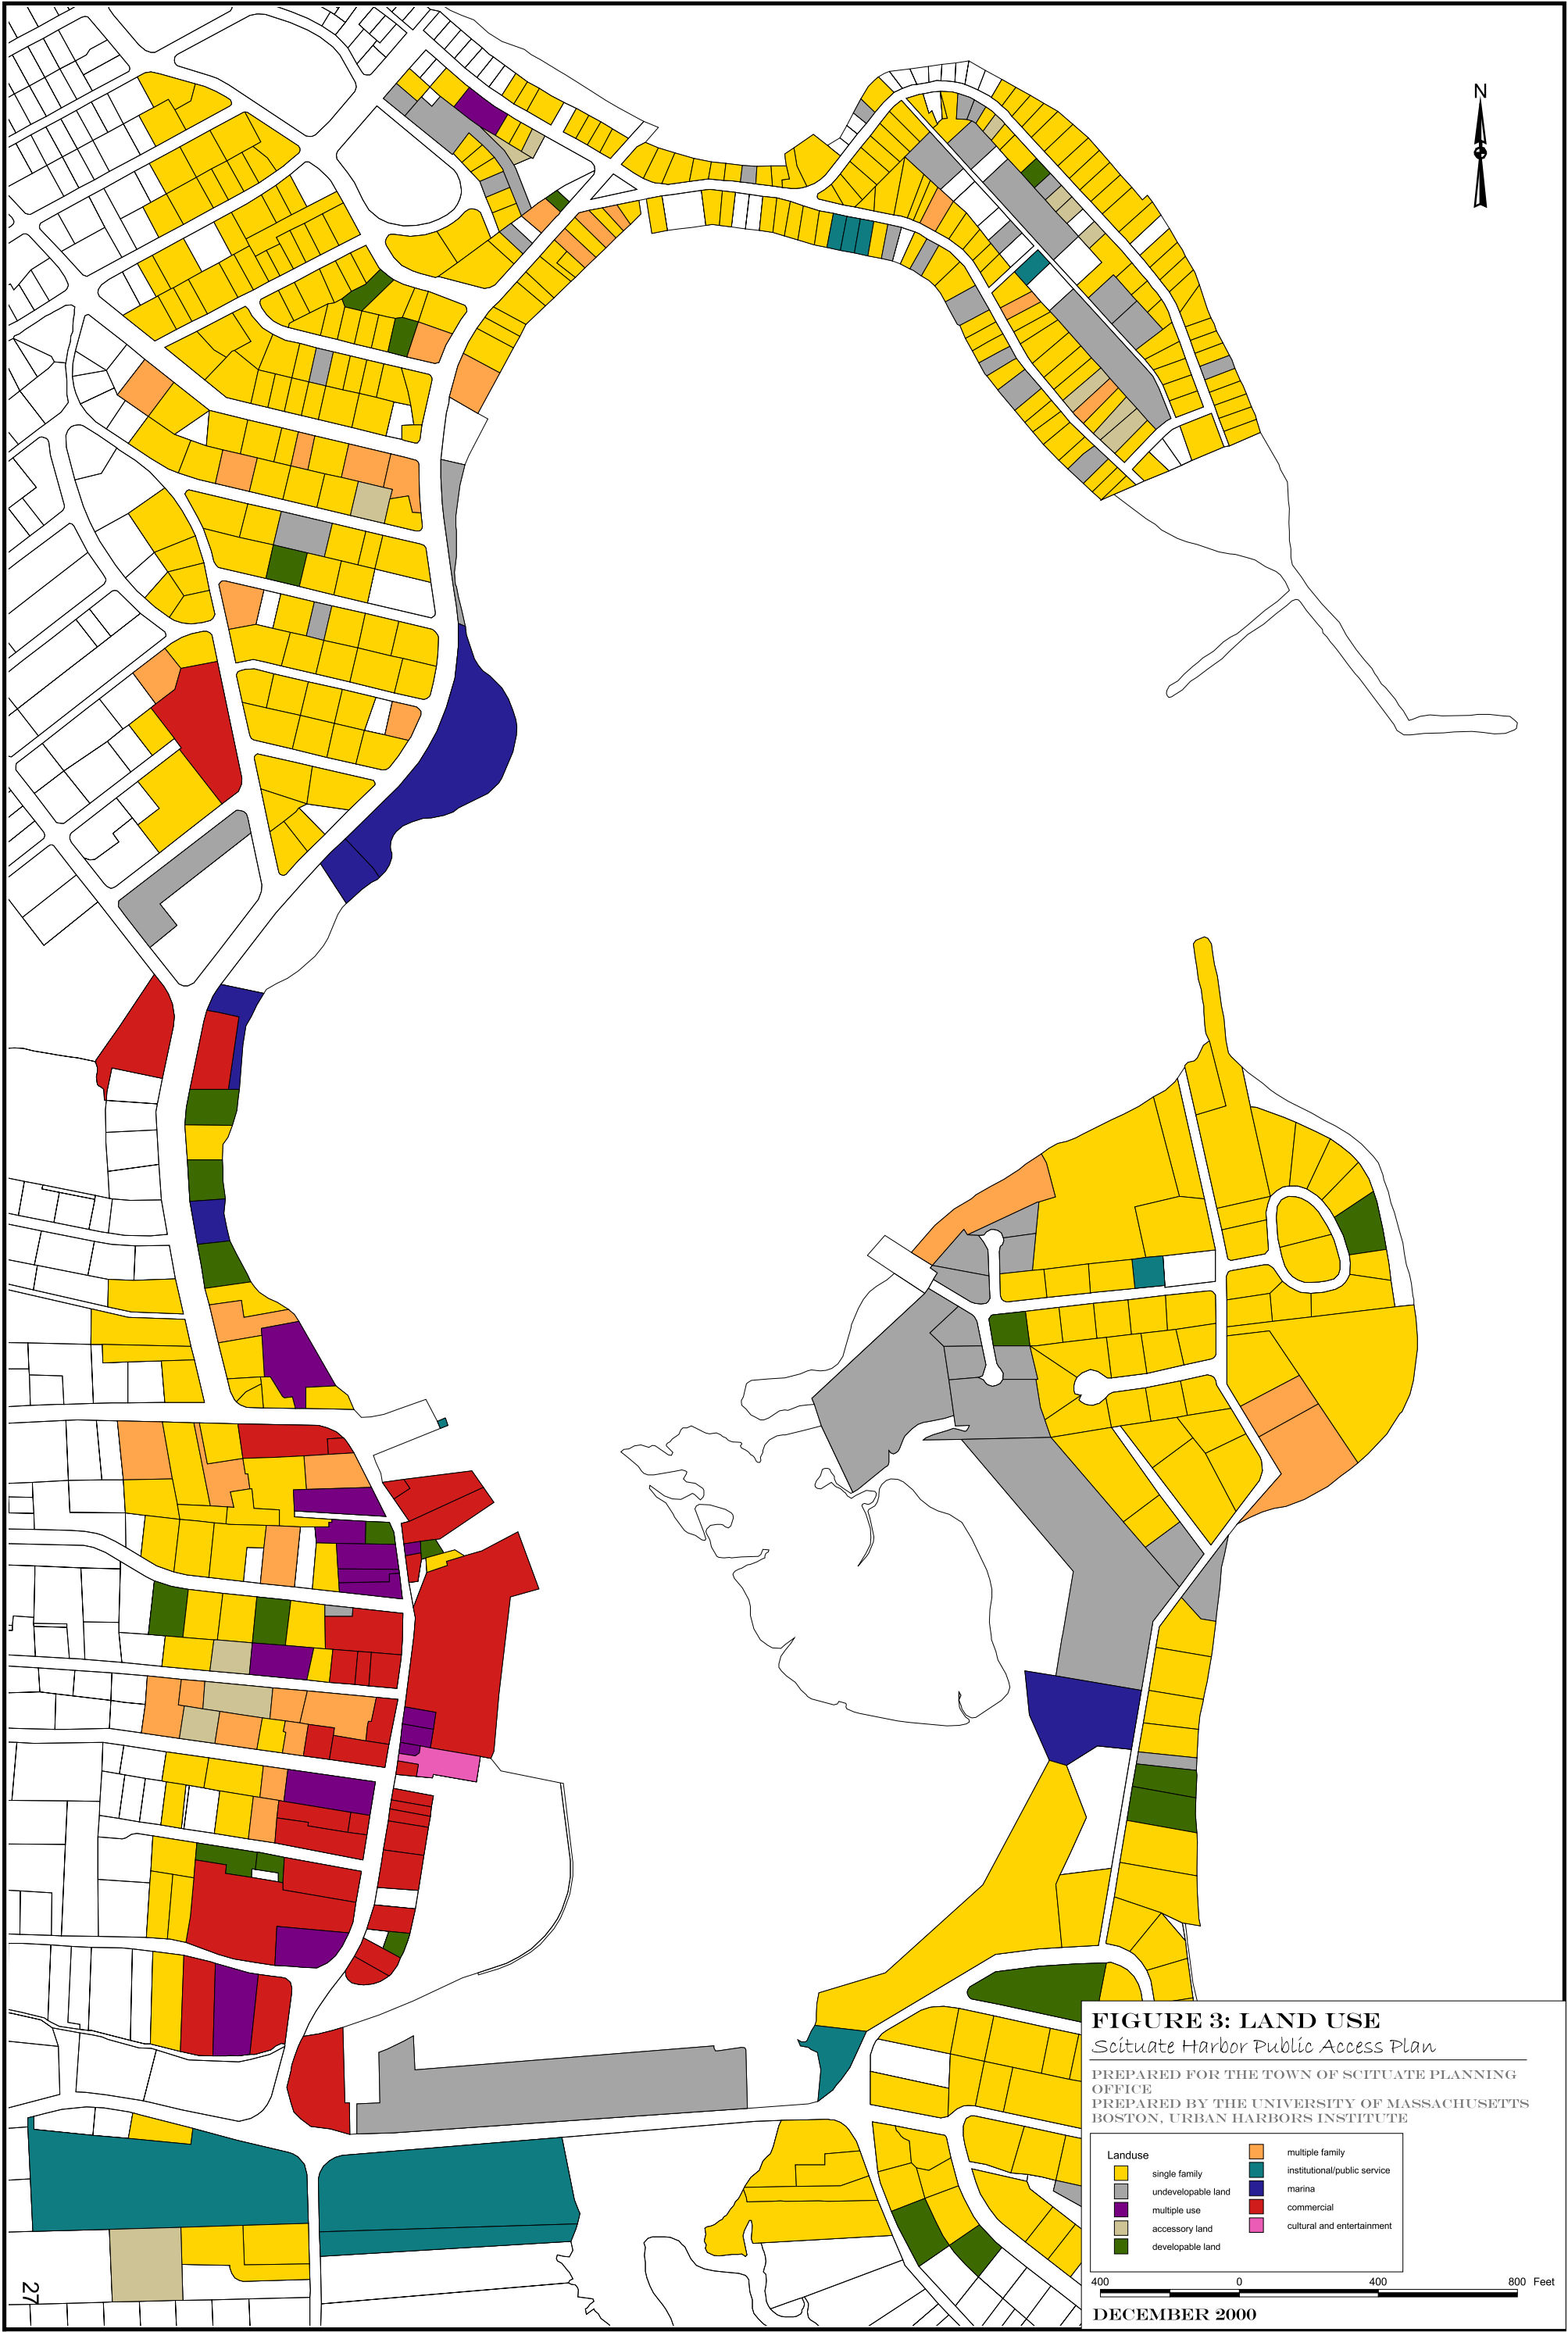 N
FIGURE 3: LAND USE
Scituate Harbor Public Access Plan
PREPARED FOR THE TOWN OF SCITUATE PLANNING
OFFICE
PREPARED BY THE UNIVERSITY OF MASSACHUSETTS
BOSTON, URBAN HARBORS INSTITUTE
Landuse
single family
undevelopable land
multiple use
accessory land
developable land
multiple family
institutional/public service
marina
commercial
cultural and entertainment
400 0 400 800 Feet
DECEMBER 2000
27